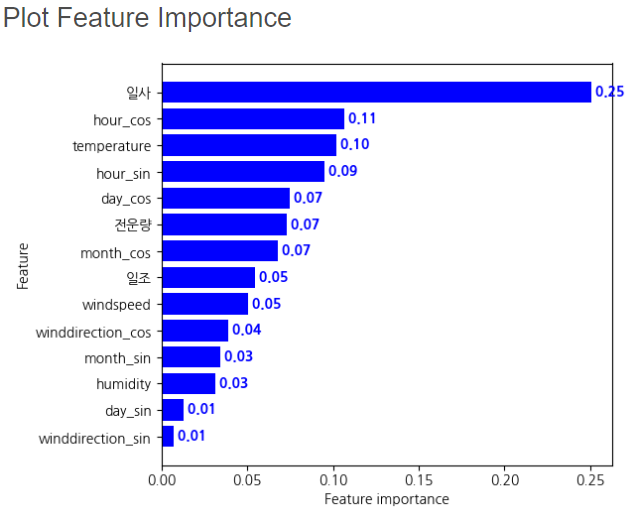 Plot Feature Importance
일사 0.25
hour_cos 0.11
temperature 0.10
hour_sin 0.09
day_cos 0.07
전운량 0.07
month_cos 0.07
일조 0.05
windspeed 0.05
winddirection_cos 0.04
month_sin 0.03
humidity 0.03
day_sin 0.01
winddirection_sin 0.01
Feature
0.00 0.05 0.10 0.15 0.20 0.25
Feature importance